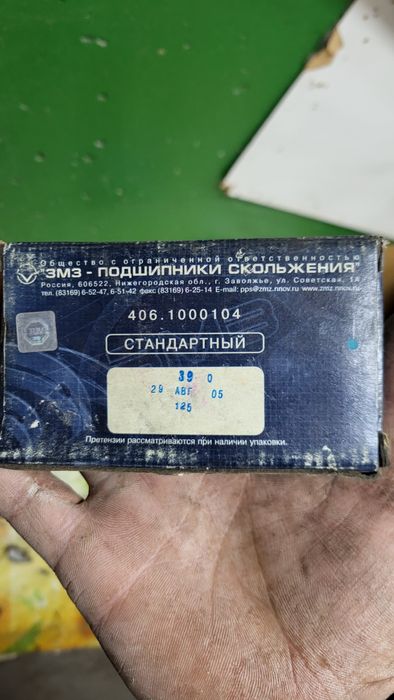 Общество с ограниченной ответственностью
"ЗМЗ - ПОДШИПНИКИ СКОЛЬЖЕНИЯ"
Россия, 606522, Нижегородская обл., г. Заволжье, ул. Советская, 1А
тел. (83169) 6-52-47, 6-51-42 факс (83169) 6-25-14 E-mail: pps@zmz.nnov.ru www.zmz.nnov.ru
406.1000104
СТАНДАРТНЫЙ
39 0
29 АВГ 05
125
Претензии рассматриваются при наличии упаковки.